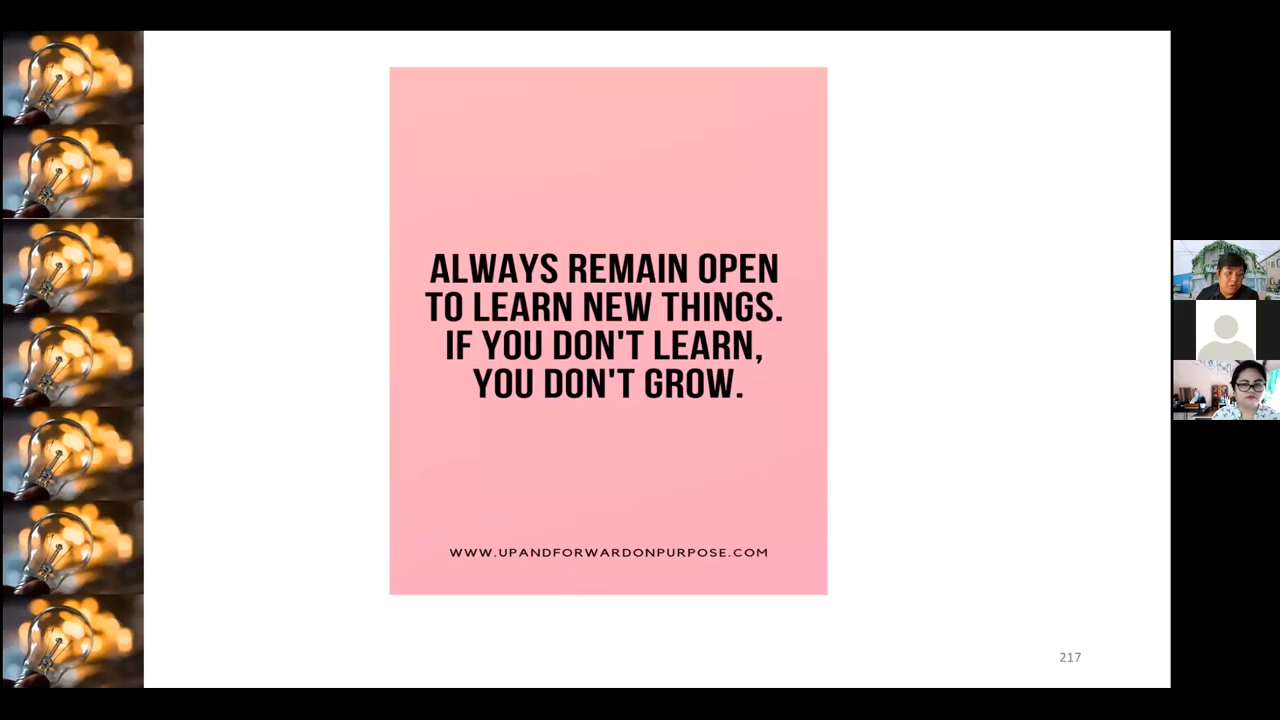 ALWAYS REMAIN OPEN
TO LEARN NEW THINGS.
IF YOU DON'T LEARN,
YOU DON'T GROW.
WWW.UPANDFORWARDONPURPOSE.COM
217